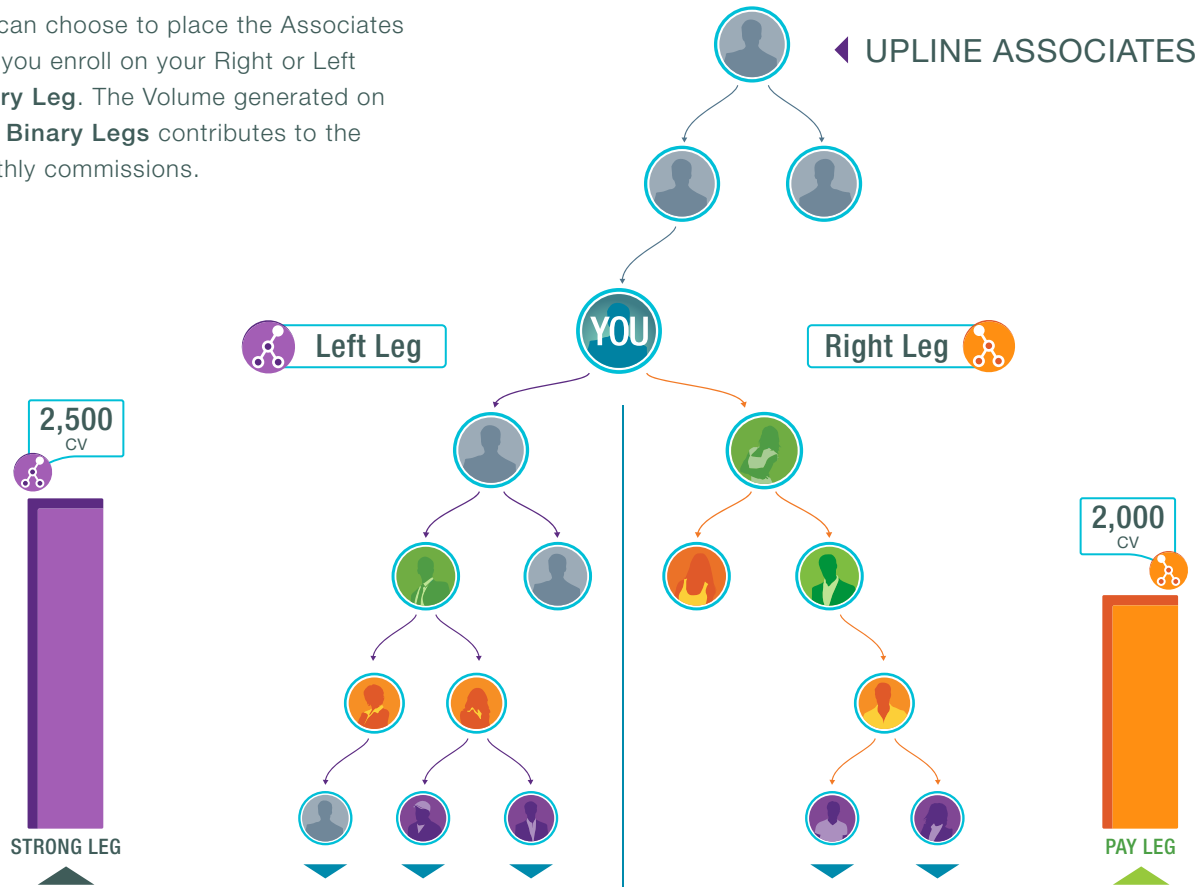 can choose to place the Associates
you enroll on your Right or Left
ry Leg. The Volume generated on
Binary Legs contributes to the
thly commissions.
UPLINE ASSOCIATES
YOU
Left Leg
Right Leg
2,500
CV
2,000
CV
STRONG LEG
PAY LEG